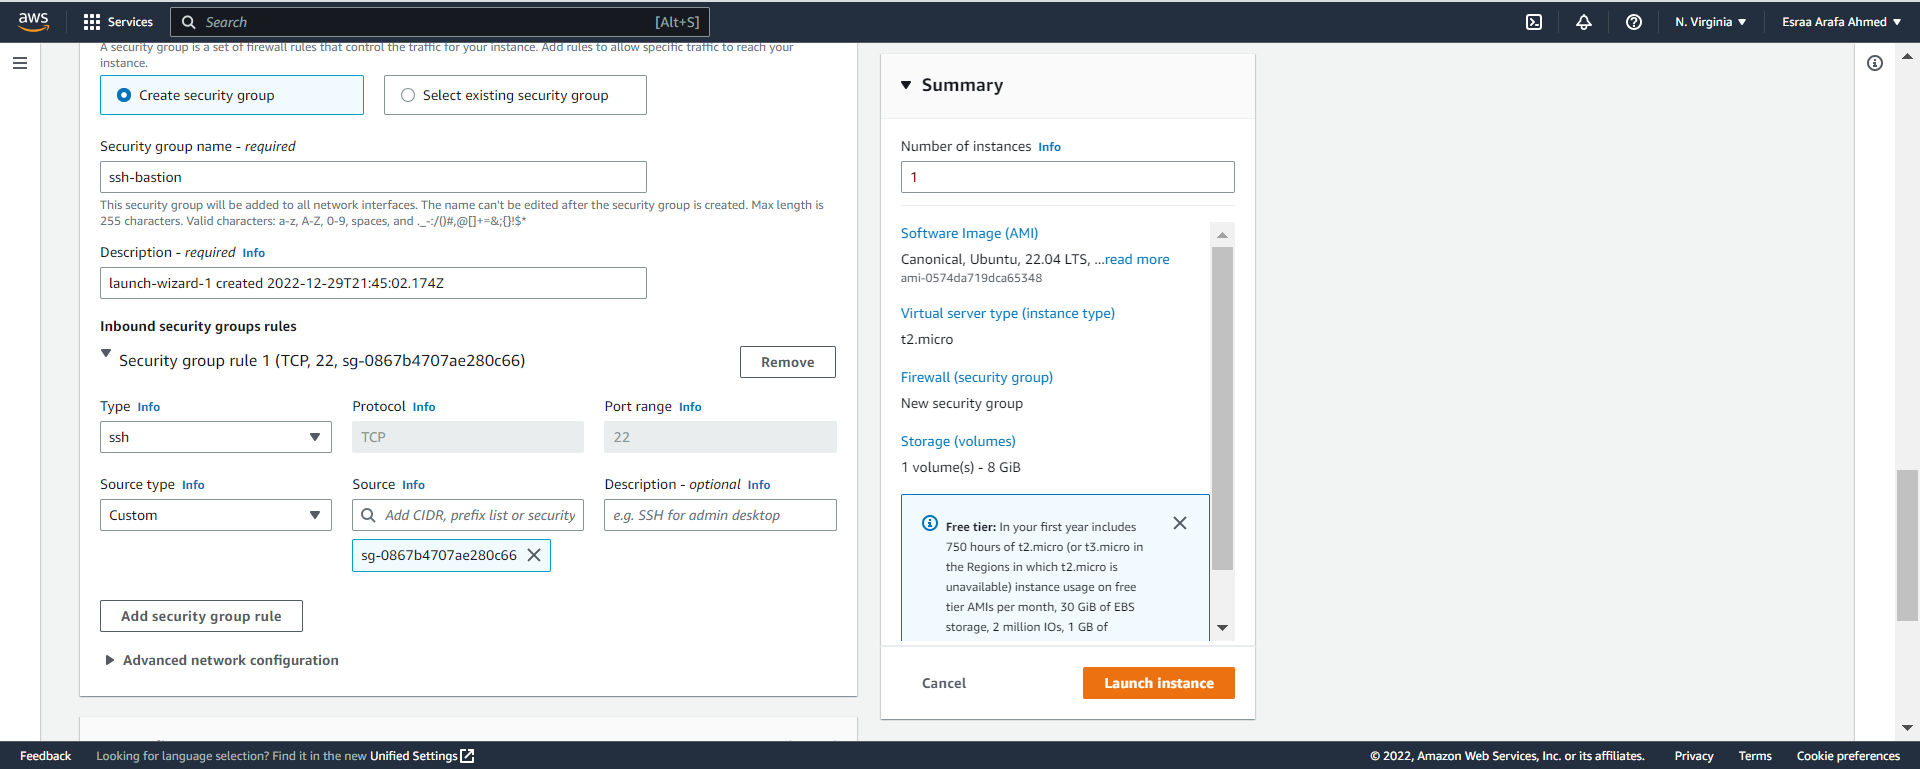 aws
Services
Search
[Alt+S]
N. Virginia
Esraa Arafa Ahmed
A security group is a set of firewall rules that control the traffic for your instance. Add rules to allow specific traffic to reach your
instance.
Create security group
Select existing security group
Security group name - required
ssh-bastion
This security group will be added to all network interfaces. The name can't be edited after the security group is created. Max length is
255 characters. Valid characters: a-z, A-Z, 0-9, spaces, and ._-:/()#,@[]+=&;{}!$*
Description - required Info
launch-wizard-1 created 2022-12-29T21:45:02.174Z
Inbound security groups rules
Security group rule 1 (TCP, 22, sg-0867b4707ae280c66)
Remove
Type Info
Protocol Info
Port range Info
ssh
TCP
22
Source type Info
Source Info
Description - optional Info
Custom
Add CIDR, prefix list or security
e.g. SSH for admin desktop
sg-0867b4707ae280c66
Add security group rule
Advanced network configuration
Summary
Number of instances Info
1
Software Image (AMI)
Canonical, Ubuntu, 22.04 LTS, ...read more
ami-0574da719dca65348
Virtual server type (instance type)
t2.micro
Firewall (security group)
New security group
Storage (volumes)
1 volume(s) - 8 GiB
Free tier: In your first year includes
750 hours of t2.micro (or t3.micro in
the Regions in which t2.micro is
unavailable) instance usage on free
tier AMIs per month, 30 GiB of EBS
storage, 2 million IOs, 1 GB of
Cancel
Launch instance
Feedback
Looking for language selection? Find it in the new Unified Settings
© 2022, Amazon Web Services, Inc. or its affiliates.
Privacy
Terms
Cookie preferences